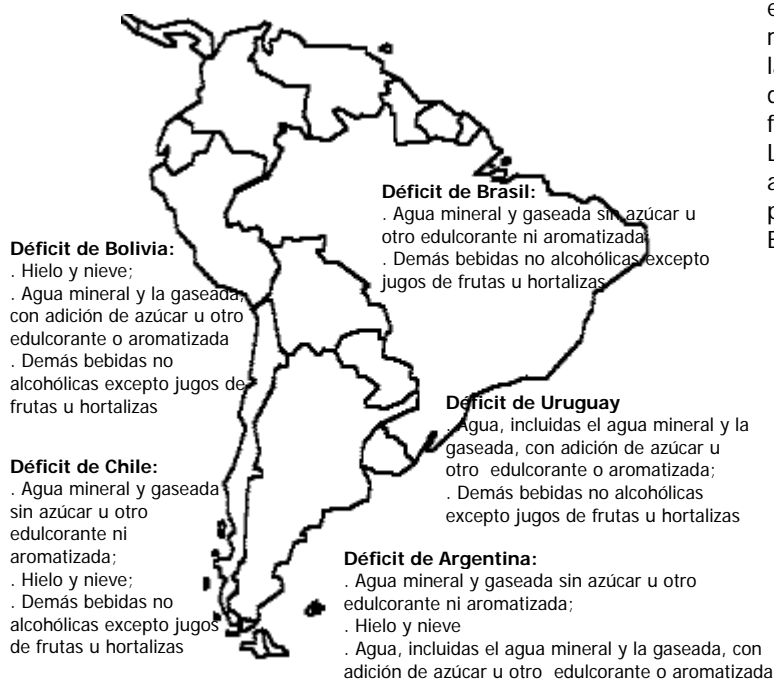 Déficit de Brasil:
. Agua mineral y gaseada sin azúcar u
otro edulcorante ni aromatizada
. Demás bebidas no alcohólicas excepto
jugos de frutas u hortalizas
Déficit de Bolivia:
. Hielo y nieve;
. Agua mineral y la gaseada,
con adición de azúcar u otro
edulcorante o aromatizada
. Demás bebidas no
alcohólicas excepto jugos de
frutas u hortalizas
Déficit de Uruguay
. Agua, incluidas el agua mineral y la
gaseada, con adición de azúcar u
otro edulcorante o aromatizada;
. Demás bebidas no alcohólicas
excepto jugos de frutas u hortalizas
Déficit de Chile:
. Agua mineral y gaseada
sin azúcar u otro
edulcorante ni
aromatizada;
. Hielo y nieve;
. Demás bebidas no
alcohólicas excepto jugos
de frutas u hortalizas
Déficit de Argentina:
. Agua mineral y gaseada sin azúcar u otro
edulcorante ni aromatizada;
. Hielo y nieve
. Agua, incluidas el agua mineral y la gaseada, con
adición de azúcar u otro edulcorante o aromatizada